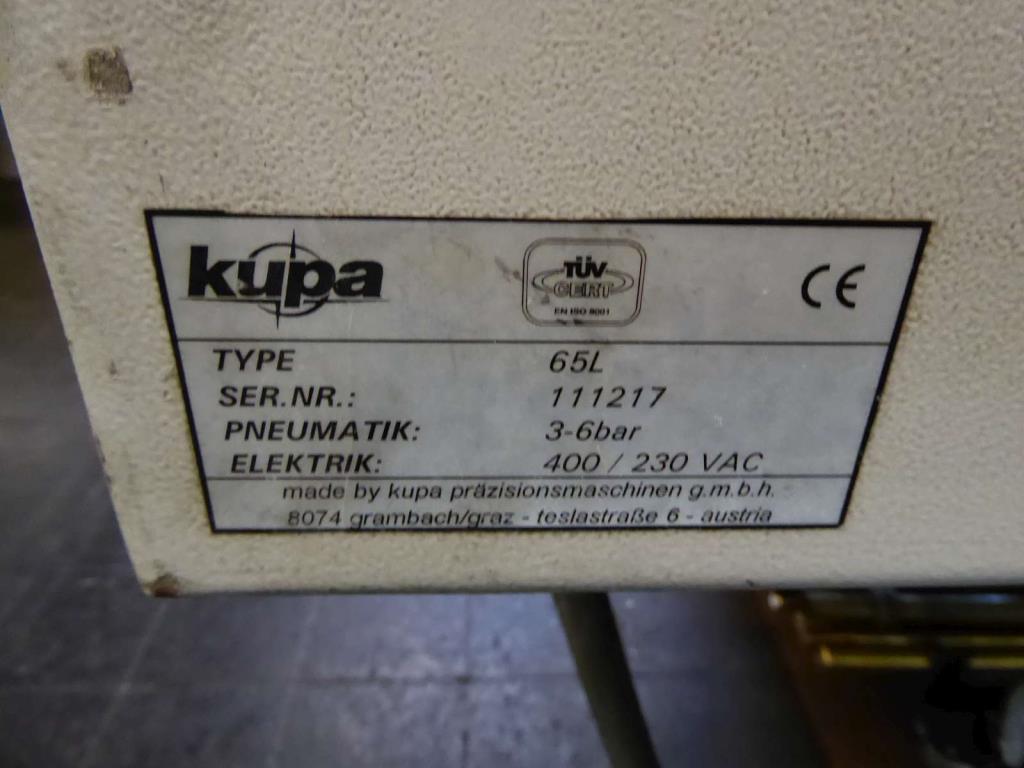 kupa
TÜV
CERT
EN ISO 9001
CE
TYPE 65L
SER.NR.: 111217
PNEUMATIK: 3-6bar
ELEKTRIK: 400 / 230 VAC
made by kupa präzisionsmaschinen g.m.b.h.
8074 grambach/graz - teslastraße 6 - austria